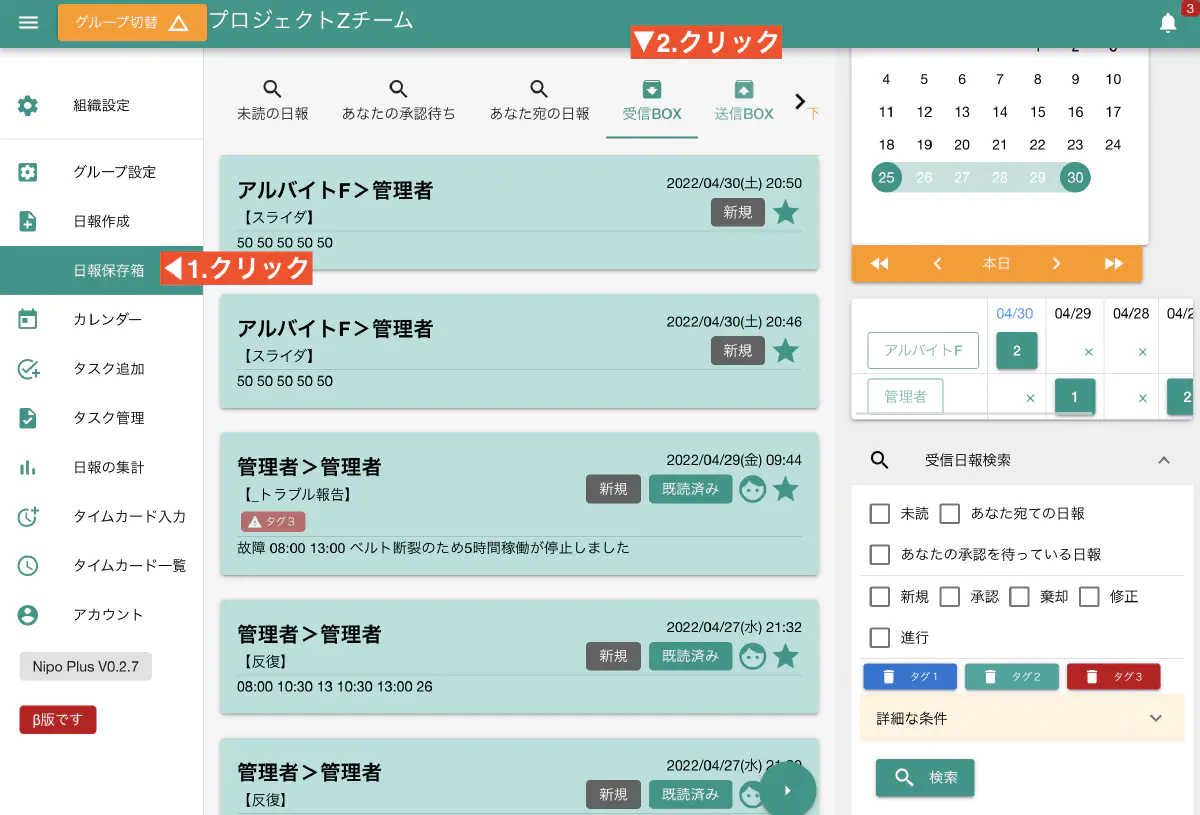 グループ切替
プロジェクトZチーム
3
▼2.クリック
組織設定
グループ設定
日報作成
日報保存箱
◀1.クリック
カレンダー
タスク追加
タスク管理
日報の集計
タイムカード入力
タイムカード一覧
アカウント
Nipo Plus V0.2.7
β版です
未読の日報
あなたの承認待ち
あなた宛の日報
受信BOX
送信BOX
下
アルバイトF＞管理者
2022/04/30(土) 20:50
【スライダ】
新規
50 50 50 50 50
アルバイトF＞管理者
2022/04/30(土) 20:46
【スライダ】
新規
50 50 50 50 50
管理者＞管理者
2022/04/29(金) 09:44
【_トラブル報告】
新規 既読済み
タグ3
故障 08:00 13:00 ベルト断裂のため5時間稼働が停止しました
管理者＞管理者
2022/04/27(水) 21:32
【反復】
新規 既読済み
08:00 10:30 13 10:30 13:00 26
管理者＞管理者
2022/04/27(水)
【反復】
新規 既読済み
4 5 6 7 8 9 10
11 12 13 14 15 16 17
18 19 20 21 22 23 24
25 26 27 28 29 30
本日
04/30 04/29 04/28 04/2
アルバイトF 2 × ×
管理者 × 1 × 2
受信日報検索
未読 あなた宛ての日報
あなたの承認を待っている日報
新規 承認 棄却 修正
進行
タグ1 タグ2 タグ3
詳細な条件
検索